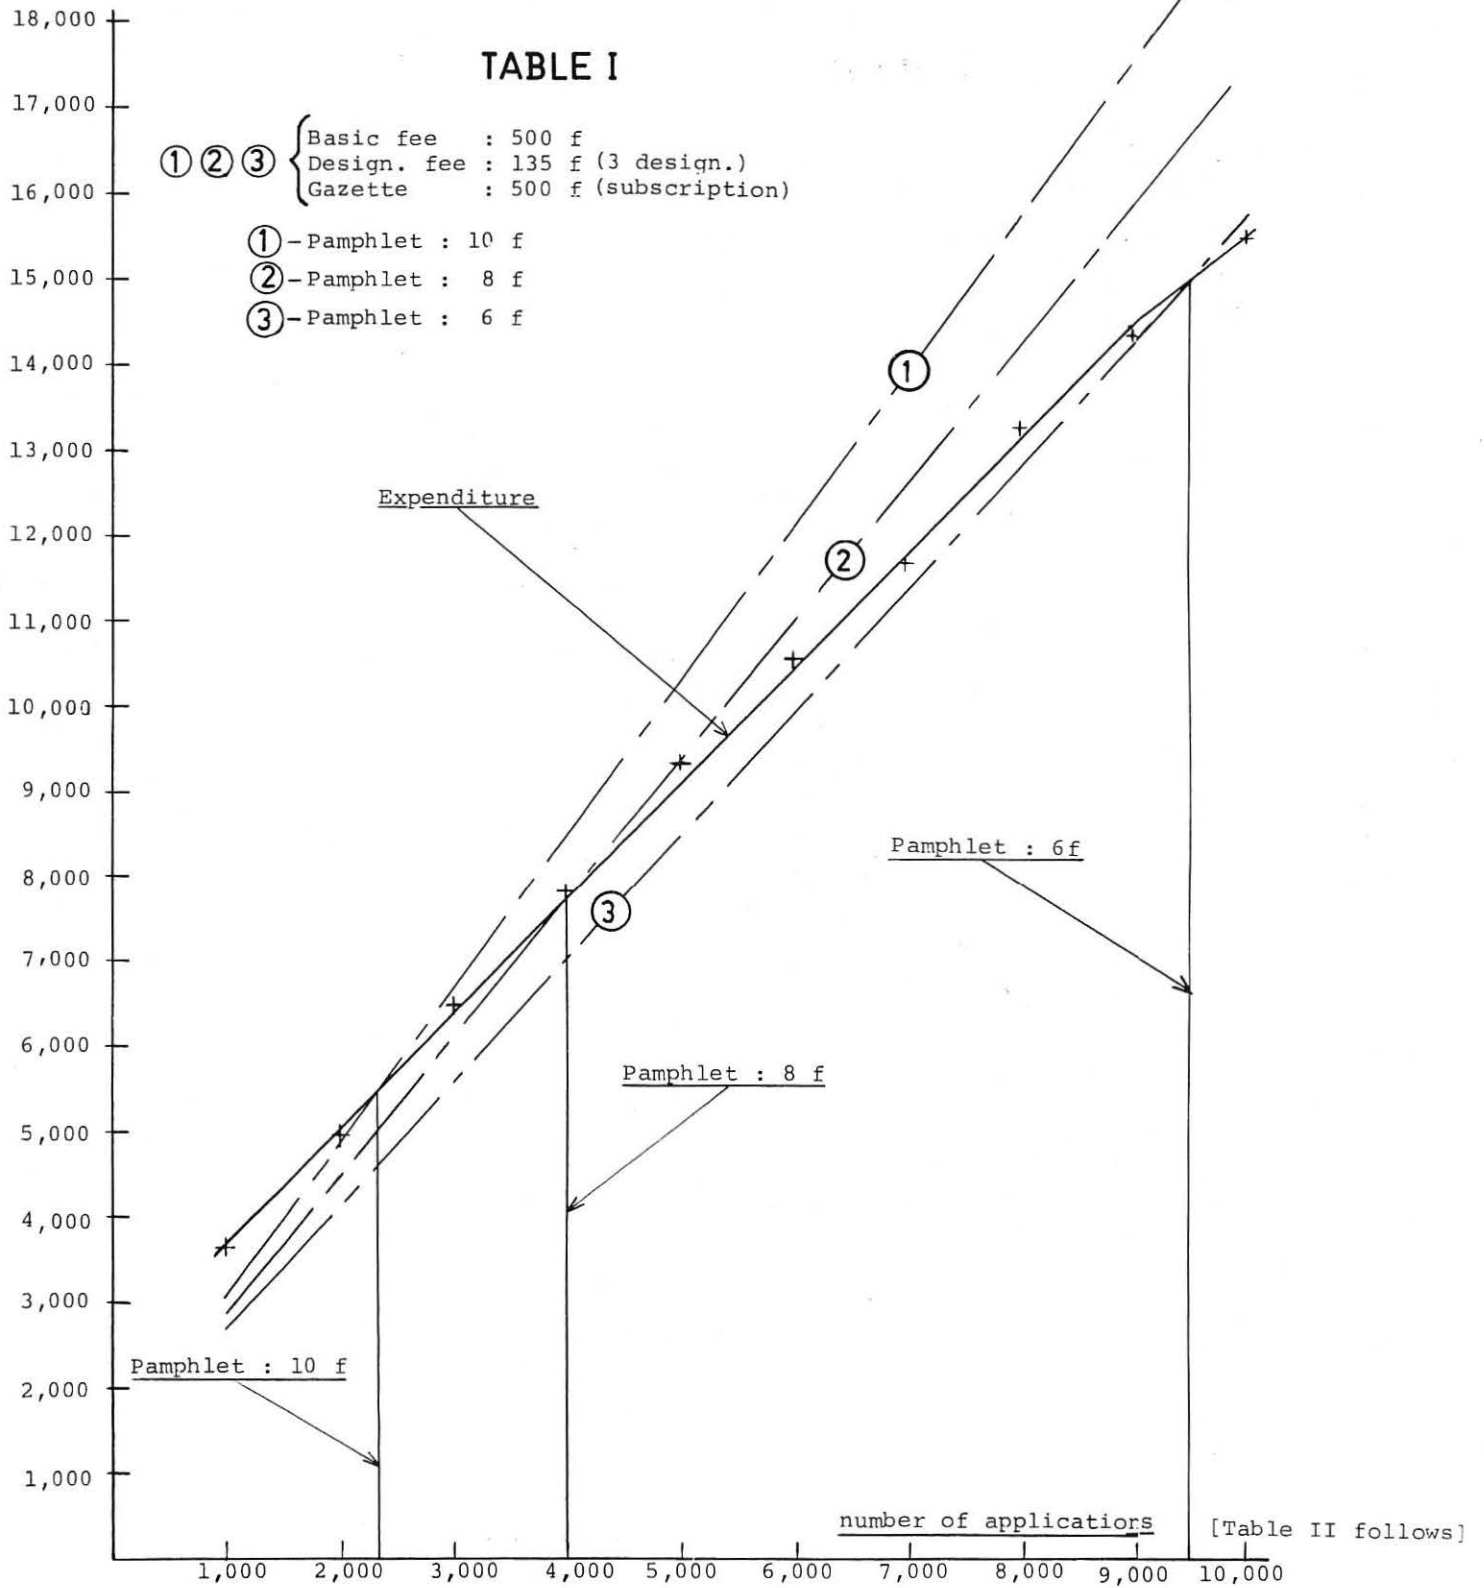 TABLE I
① ② ③
Basic fee : 500 f
Design. fee : 135 f (3 design.)
Gazette : 500 f (subscription)
① - Pamphlet : 10 f
② - Pamphlet : 8 f
③ - Pamphlet : 6 f
18,000
17,000
16,000
15,000
14,000
13,000
12,000
11,000
10,000
9,000
8,000
7,000
6,000
5,000
4,000
3,000
2,000
1,000
①
Expenditure
②
Pamphlet : 6f
③
Pamphlet : 8 f
Pamphlet : 10 f
number of applications
[Table II follows]
1,000 2,000 3,000 4,000 5,000 6,000 7,000 8,000 9,000 10,000